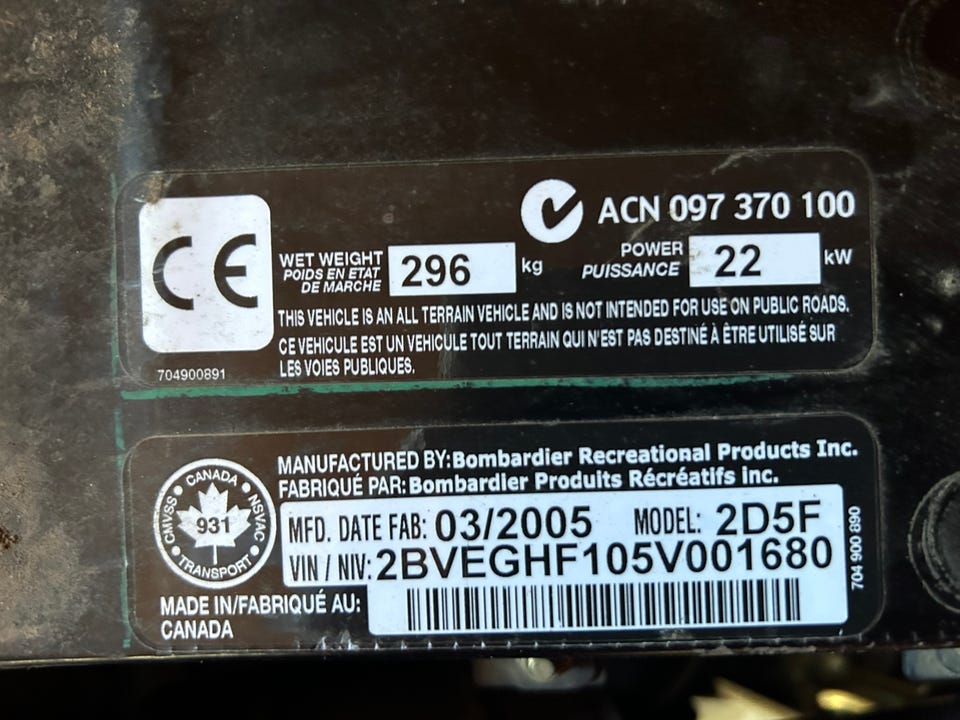 CE
ACN 097 370 100
WET WEIGHT
POIDS EN ETAT
DE MARCHE
296 kg
POWER
PUISSANCE
22 kW
THIS VEHICLE IS AN ALL TERRAIN VEHICLE AND IS NOT INTENDED FOR USE ON PUBLIC ROADS.
CE VEHICULE EST UN VEHICULE TOUT TERRAIN QUI N'EST PAS DESTINÉ À ÊTRE UTILISÉ SUR
LES VOIES PUBLIQUES.
704900891
MANUFACTURED BY: Bombardier Recreational Products Inc.
FABRIQUÉ PAR: Bombardier Produits Récréatifs inc.
CANADA
CMVSS
931
NSVAC
TRANSPORT
MFD. DATE FAB: 03/2005 MODEL: 2D5F
VIN / NIV: 2BVEGHF105V001680
MADE IN/FABRIQUÉ AU:
CANADA
704 900 890